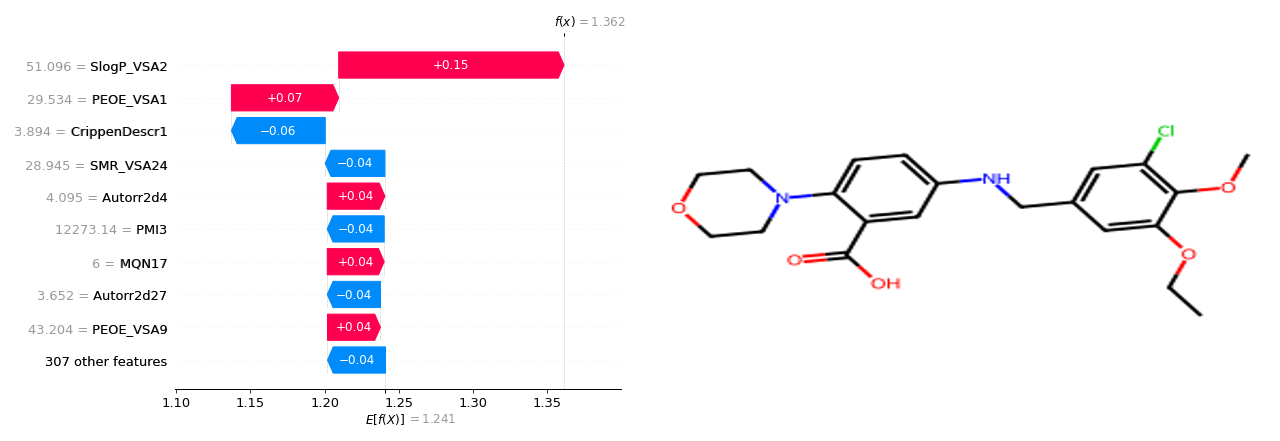 f(x) = 1.362
51.096 = SlogP_VSA2
+0.15
29.534 = PEOE_VSA1
+0.07
3.894 = CrippenDescr1
−0.06
28.945 = SMR_VSA24
−0.04
4.095 = Autorr2d4
+0.04
12273.14 = PMI3
−0.04
6 = MQN17
+0.04
3.652 = Autorr2d27
−0.04
43.204 = PEOE_VSA9
+0.04
307 other features
−0.04
1.10 1.15 1.20 1.25 1.30 1.35
E[f(X)] = 1.241
Cl
NH
O
N
O
O
O
OH